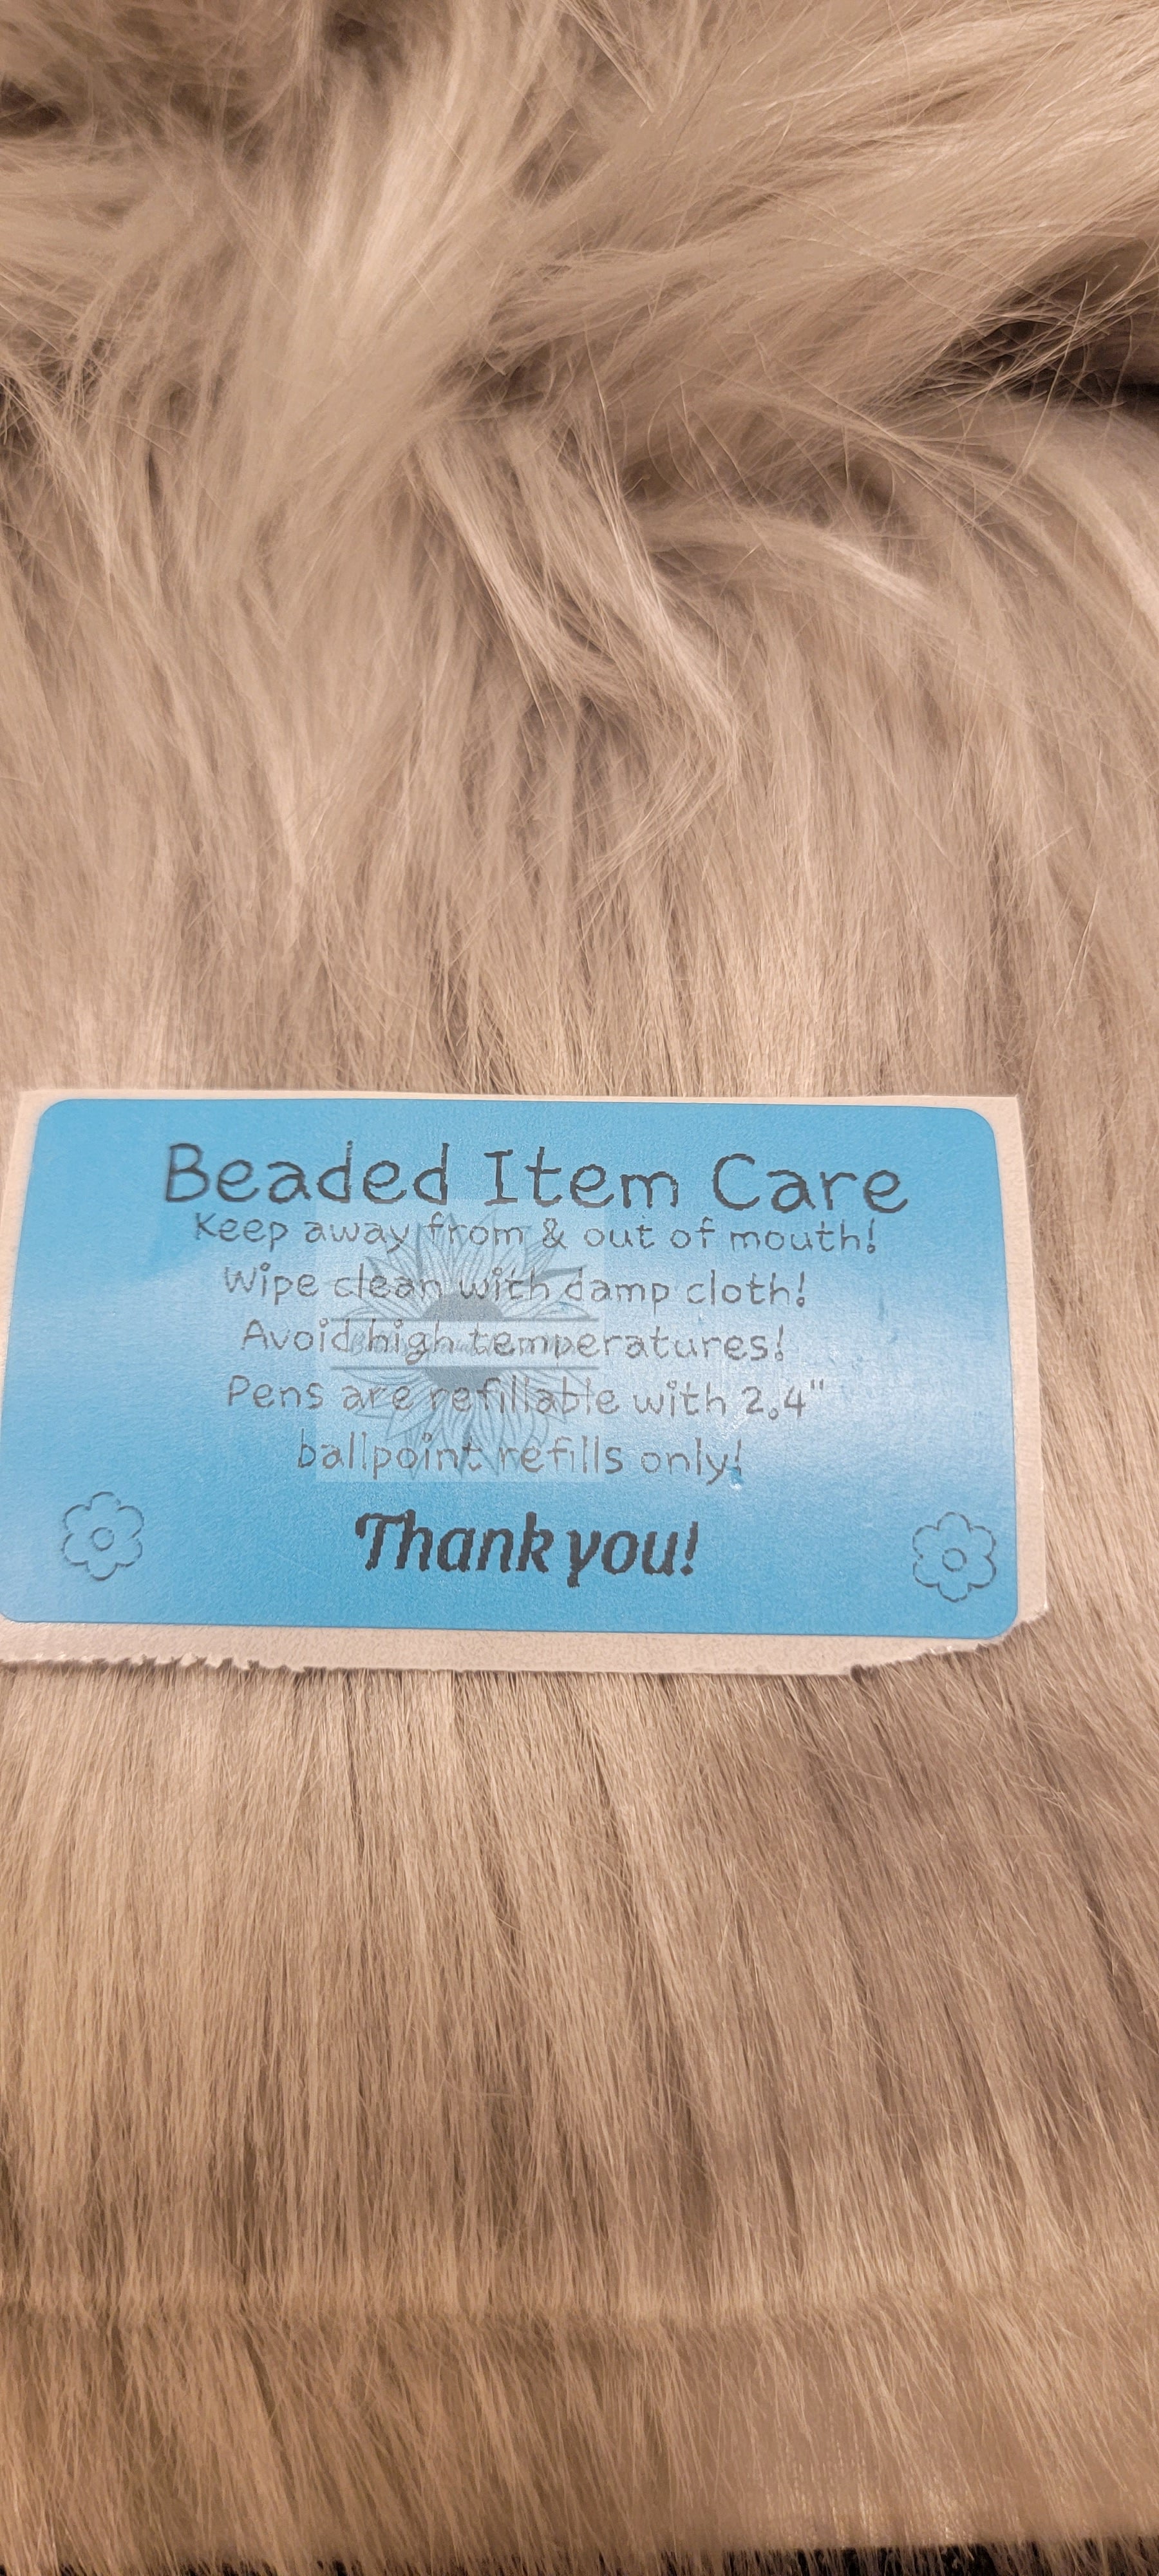 Beaded Item Care
Keep away from & out of mouth!
Wipe clean with damp cloth!
Avoid high temperatures!
Pens are refillable with 2.4"
ballpoint refills only!
Thank you!